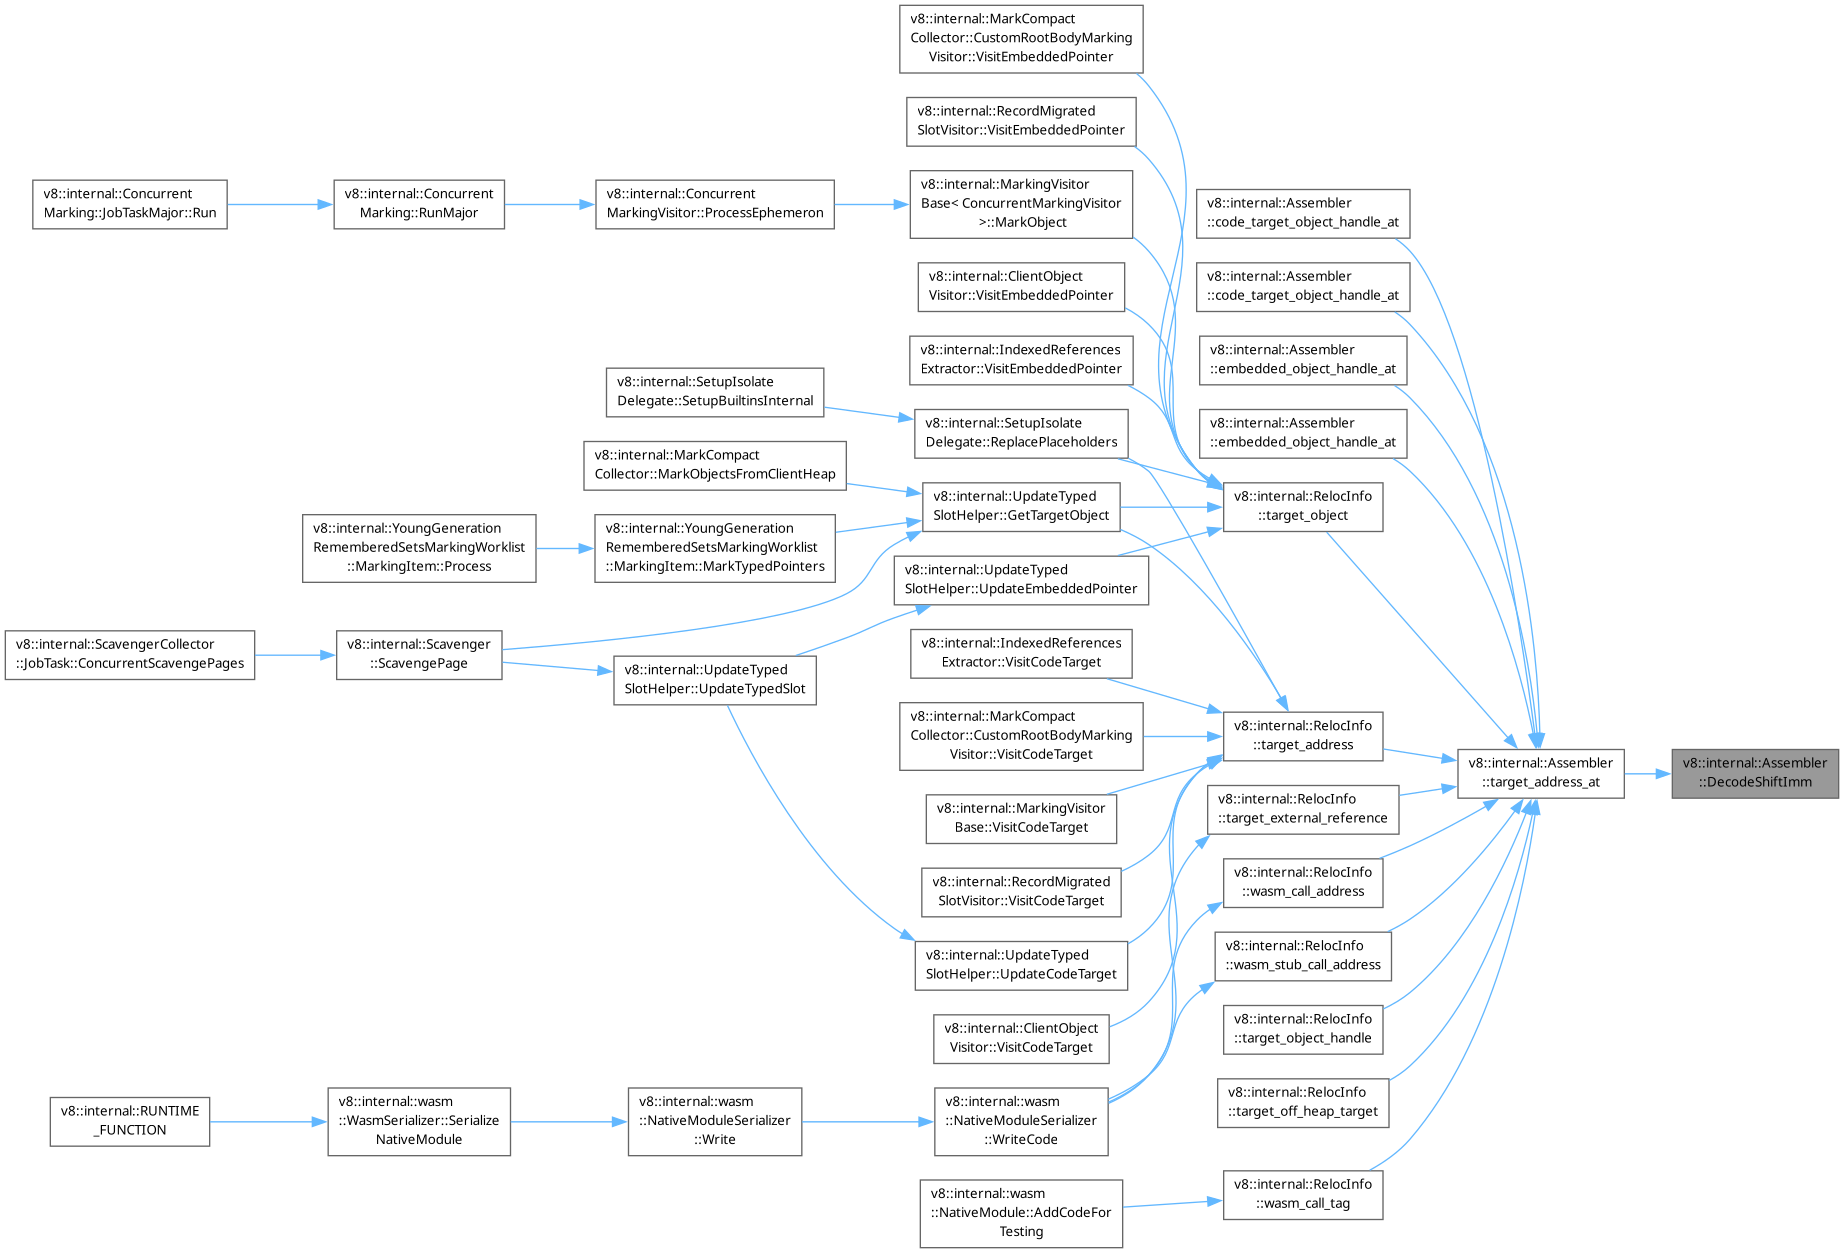 v8::internal::MarkCompact
Collector::CustomRootBodyMarking
Visitor::VisitEmbeddedPointer
v8::internal::RecordMigrated
SlotVisitor::VisitEmbeddedPointer
v8::internal::Concurrent
Marking::JobTaskMajor::Run
v8::internal::Concurrent
Marking::RunMajor
v8::internal::Concurrent
MarkingVisitor::ProcessEphemeron
v8::internal::MarkingVisitor
Base< ConcurrentMarkingVisitor
>::MarkObject
v8::internal::Assembler
::code_target_object_handle_at
v8::internal::ClientObject
Visitor::VisitEmbeddedPointer
v8::internal::Assembler
::code_target_object_handle_at
v8::internal::IndexedReferences
Extractor::VisitEmbeddedPointer
v8::internal::Assembler
::embedded_object_handle_at
v8::internal::SetupIsolate
Delegate::SetupBuiltinsInternal
v8::internal::SetupIsolate
Delegate::ReplacePlaceholders
v8::internal::Assembler
::embedded_object_handle_at
v8::internal::MarkCompact
Collector::MarkObjectsFromClientHeap
v8::internal::UpdateTyped
SlotHelper::GetTargetObject
v8::internal::RelocInfo
::target_object
v8::internal::YoungGeneration
RememberedSetsMarkingWorklist
::MarkingItem::Process
v8::internal::YoungGeneration
RememberedSetsMarkingWorklist
::MarkingItem::MarkTypedPointers
v8::internal::UpdateTyped
SlotHelper::UpdateEmbeddedPointer
v8::internal::ScavengerCollector
::JobTask::ConcurrentScavengePages
v8::internal::Scavenger
::ScavengePage
v8::internal::UpdateTyped
SlotHelper::UpdateTypedSlot
v8::internal::IndexedReferences
Extractor::VisitCodeTarget
v8::internal::MarkCompact
Collector::CustomRootBodyMarking
Visitor::VisitCodeTarget
v8::internal::RelocInfo
::target_address
v8::internal::Assembler
::target_address_at
v8::internal::Assembler
::DecodeShiftImm
v8::internal::MarkingVisitor
Base::VisitCodeTarget
v8::internal::RelocInfo
::target_external_reference
v8::internal::RecordMigrated
SlotVisitor::VisitCodeTarget
v8::internal::RelocInfo
::wasm_call_address
v8::internal::UpdateTyped
SlotHelper::UpdateCodeTarget
v8::internal::RelocInfo
::wasm_stub_call_address
v8::internal::ClientObject
Visitor::VisitCodeTarget
v8::internal::RelocInfo
::target_object_handle
v8::internal::RUNTIME
_FUNCTION
v8::internal::wasm
::WasmSerializer::Serialize
NativeModule
v8::internal::wasm
::NativeModuleSerializer
::Write
v8::internal::wasm
::NativeModuleSerializer
::WriteCode
v8::internal::RelocInfo
::target_off_heap_target
v8::internal::wasm
::NativeModule::AddCodeFor
Testing
v8::internal::RelocInfo
::wasm_call_tag